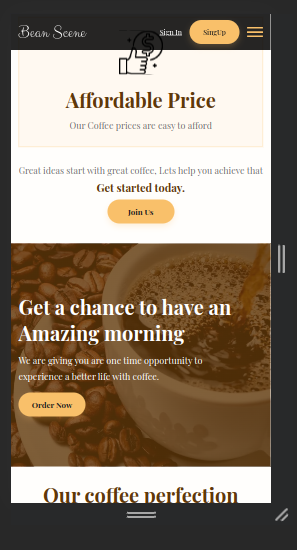 Bean Scene
Sign In
SingUp
Affordable Price
Our Coffee prices are easy to afford
Great ideas start with great coffee, Lets help you achieve that
Get started today.
Join Us
Get a chance to have an
Amazing morning
We are giving you are one time opportunity to
experience a better life with coffee.
Order Now
Our coffee perfection